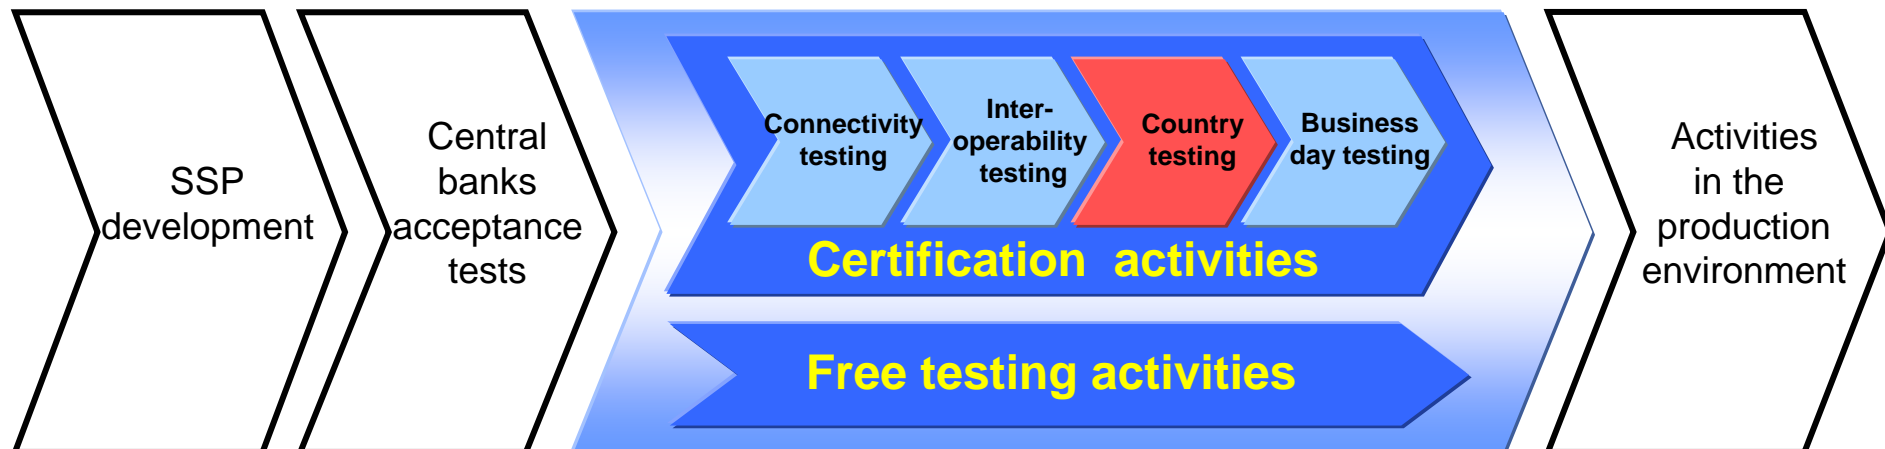 SSP
development
Central
banks
acceptance
tests
Connectivity
testing
Inter-
operability
testing
Country
testing
Business
day testing
Certification activities
Free testing activities
Activities
in the
production
environment